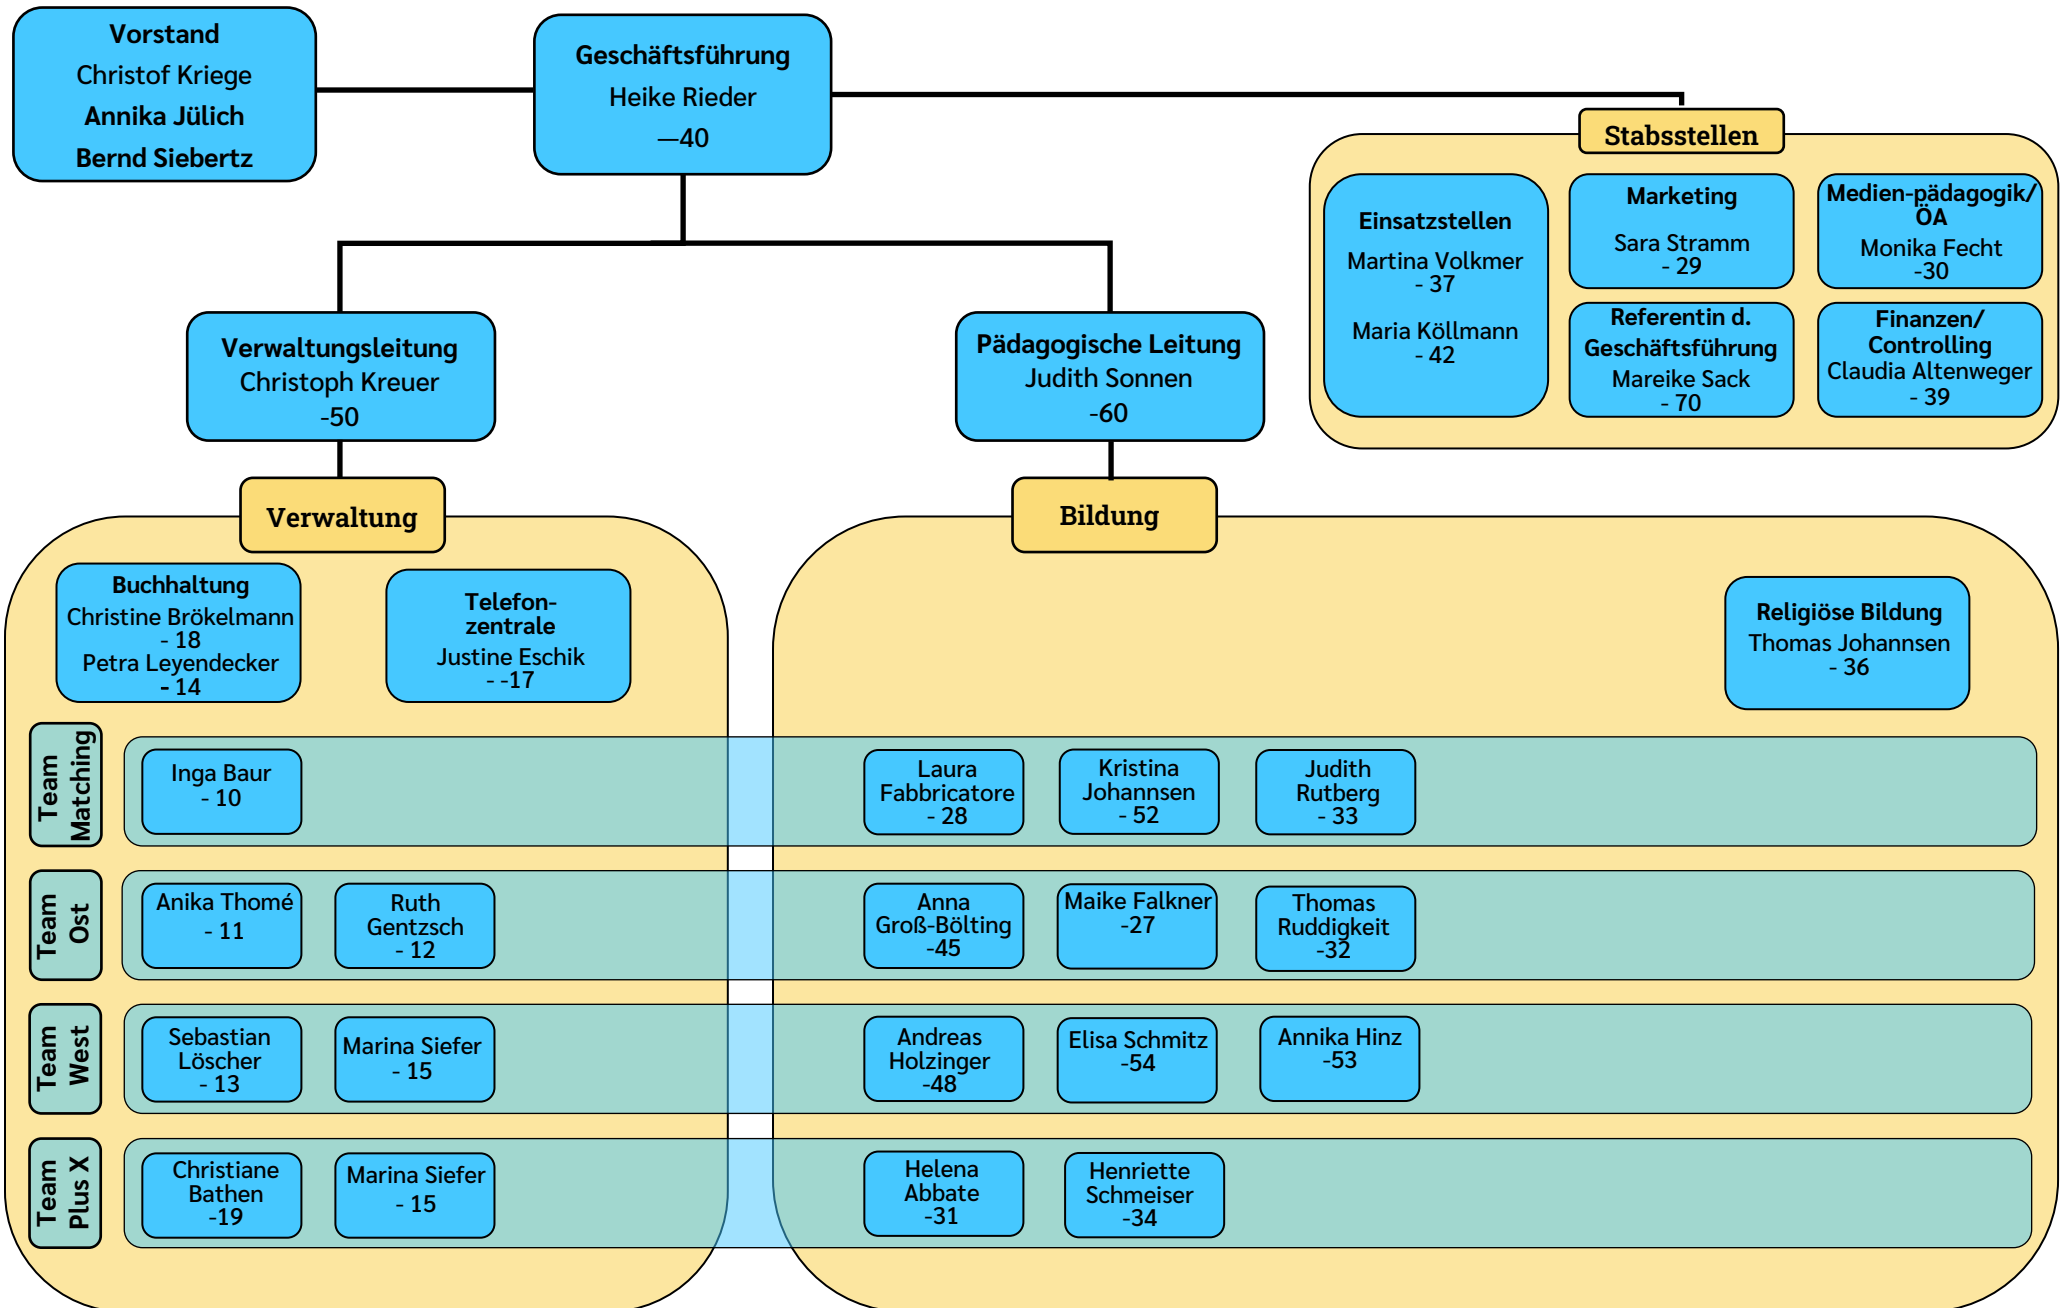 Vorstand
Christof Kriege
Annika Jülich
Bernd Siebertz
Geschäftsführung
Heike Rieder
—40
Stabsstellen
Einsatzstellen
Martina Volkmer
- 37
Maria Köllmann
- 42
Marketing
Sara Stramm
- 29
Medien-pädagogik/
ÖA
Monika Fecht
-30
Referentin d.
Geschäftsführung
Mareike Sack
- 70
Finanzen/
Controlling
Claudia Altenweger
- 39
Verwaltungsleitung
Christoph Kreuer
-50
Pädagogische Leitung
Judith Sonnen
-60
Verwaltung
Bildung
Buchhaltung
Christine Brökelmann
- 18
Petra Leyendecker
- 14
Telefon-
zentrale
Justine Eschik
- -17
Religiöse Bildung
Thomas Johannsen
- 36
Team
Matching
Inga Baur
- 10
Laura
Fabbricatore
- 28
Kristina
Johannsen
- 52
Judith
Rutberg
- 33
Team
Ost
Anika Thomé
- 11
Ruth
Gentzsch
- 12
Anna
Groß-Bölting
-45
Maike Falkner
-27
Thomas
Ruddigkeit
-32
Team
West
Sebastian
Löscher
- 13
Marina Siefer
- 15
Andreas
Holzinger
-48
Elisa Schmitz
-54
Annika Hinz
-53
Team
Plus X
Christiane
Bathen
-19
Marina Siefer
- 15
Helena
Abbate
-31
Henriette
Schmeiser
-34